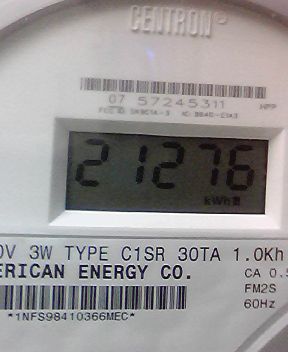 CENTRON
07 57245311
21276
kWh
0V 3W TYPE C1SR 30TA 1.0Kh
ERICAN ENERGY CO.
CA 0.5
FM2S
60Hz
*1NFS98410366MEC*